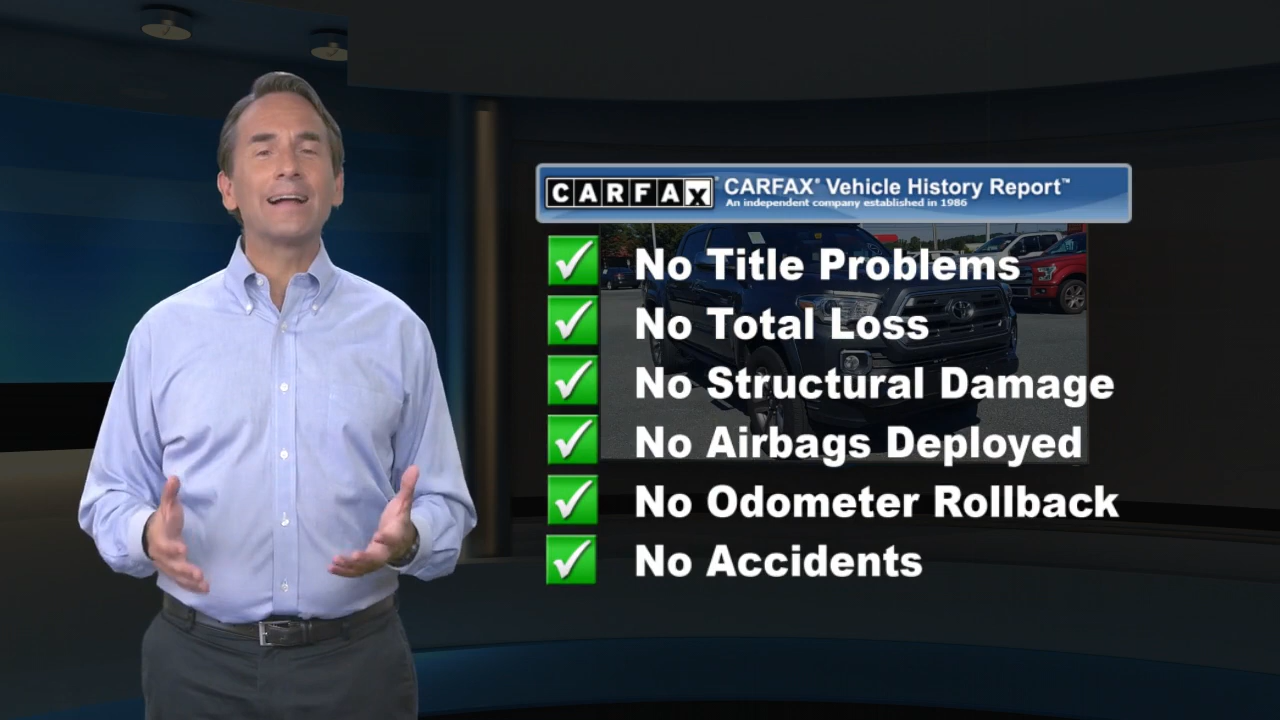 CARFAX® CARFAX® Vehicle History Report™
An independent company established in 1986
No Title Problems
No Total Loss
No Structural Damage
No Airbags Deployed
No Odometer Rollback
No Accidents